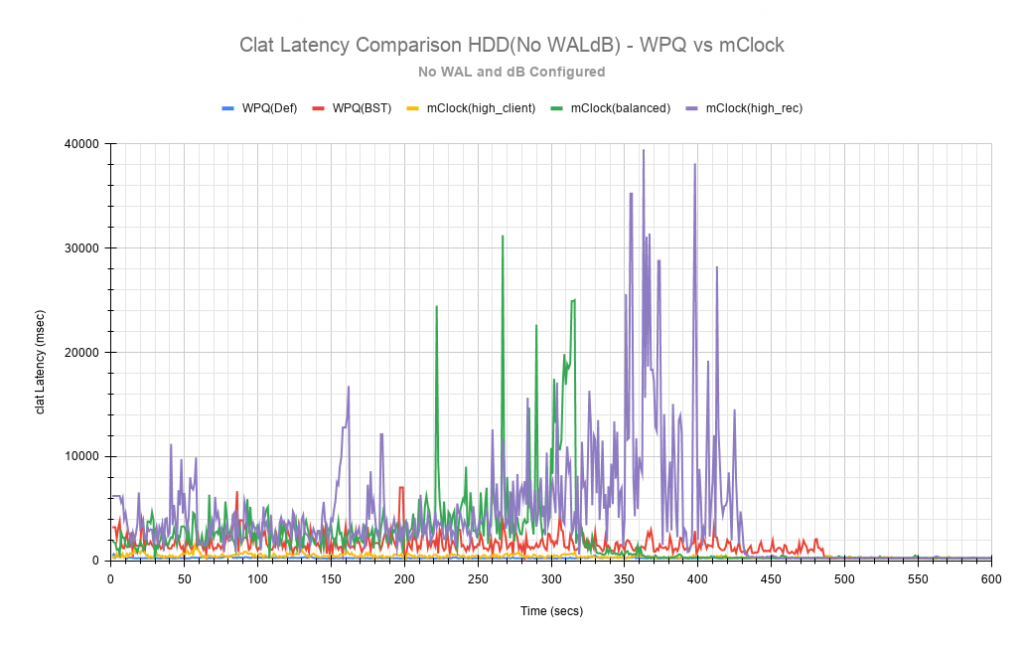 Clat Latency Comparison HDD(No WALdB) - WPQ vs mClock
No WAL and dB Configured
WPQ(Def) WPQ(BST) mClock(high_client) mClock(balanced) mClock(high_rec)
40000
30000
20000
10000
0
clat Latency (msec)
0 50 100 150 200 250 300 350 400 450 500 550 600
Time (secs)